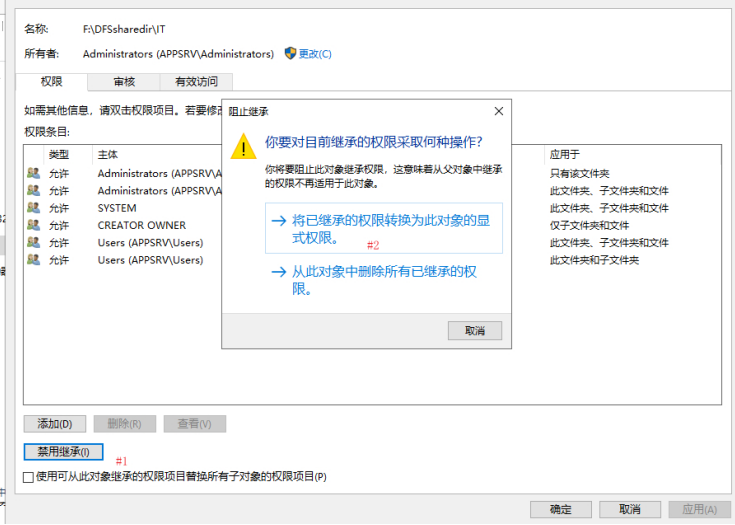 名称: F:\DFSsharedir\IT
所有者: Administrators (APPSRV\Administrators) 更改(C)
权限 审核 有效访问
如需其他信息，请双击权限项目。若要修
权限条目:
类型 主体 应用于
允许 Administrators (APPSRV\A 只有该文件夹
允许 Administrators (APPSRV\A 此文件夹、子文件夹和文件
允许 SYSTEM 此文件夹、子文件夹和文件
允许 CREATOR OWNER 仅子文件夹和文件
允许 Users (APPSRV\Users) 此文件夹、子文件夹和文件
允许 Users (APPSRV\Users) 此文件夹和子文件夹
阻止继承
你要对目前继承的权限采取何种操作?
你将要阻止此对象继承权限，这意味着从父对象中继承
的权限不再适用于此对象。
将已继承的权限转换为此对象的显
式权限。
#2
从此对象中删除所有已继承的权
限。
取消
添加(D) 删除(R) 查看(V)
禁用继承(I)
#1
使用可从此对象继承的权限项目替换所有子对象的权限项目(P)
确定 取消 应用(A)